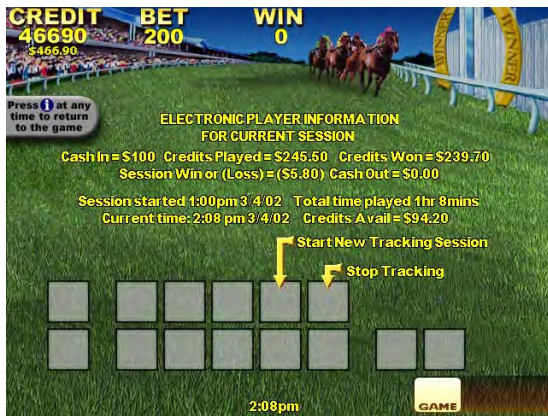 CREDIT BET WIN
46690 200 0
$466.90
WINNER WINNER
Press i at any
time to return
to the game
ELECTRONIC PLAYER INFORMATION
FOR CURRENT SESSION
Cash In = $100 Credits Played = $245.50 Credits Won = $239.70
Session Win or (Loss) = ($5.80) Cash Out = $0.00
Session started 1:00pm 3/4/02 Total time played 1hr 8mins
Current time: 2:08 pm 3/4/02 Credits Avail = $94.20
Start New Tracking Session
Stop Tracking
GAME
2:08pm